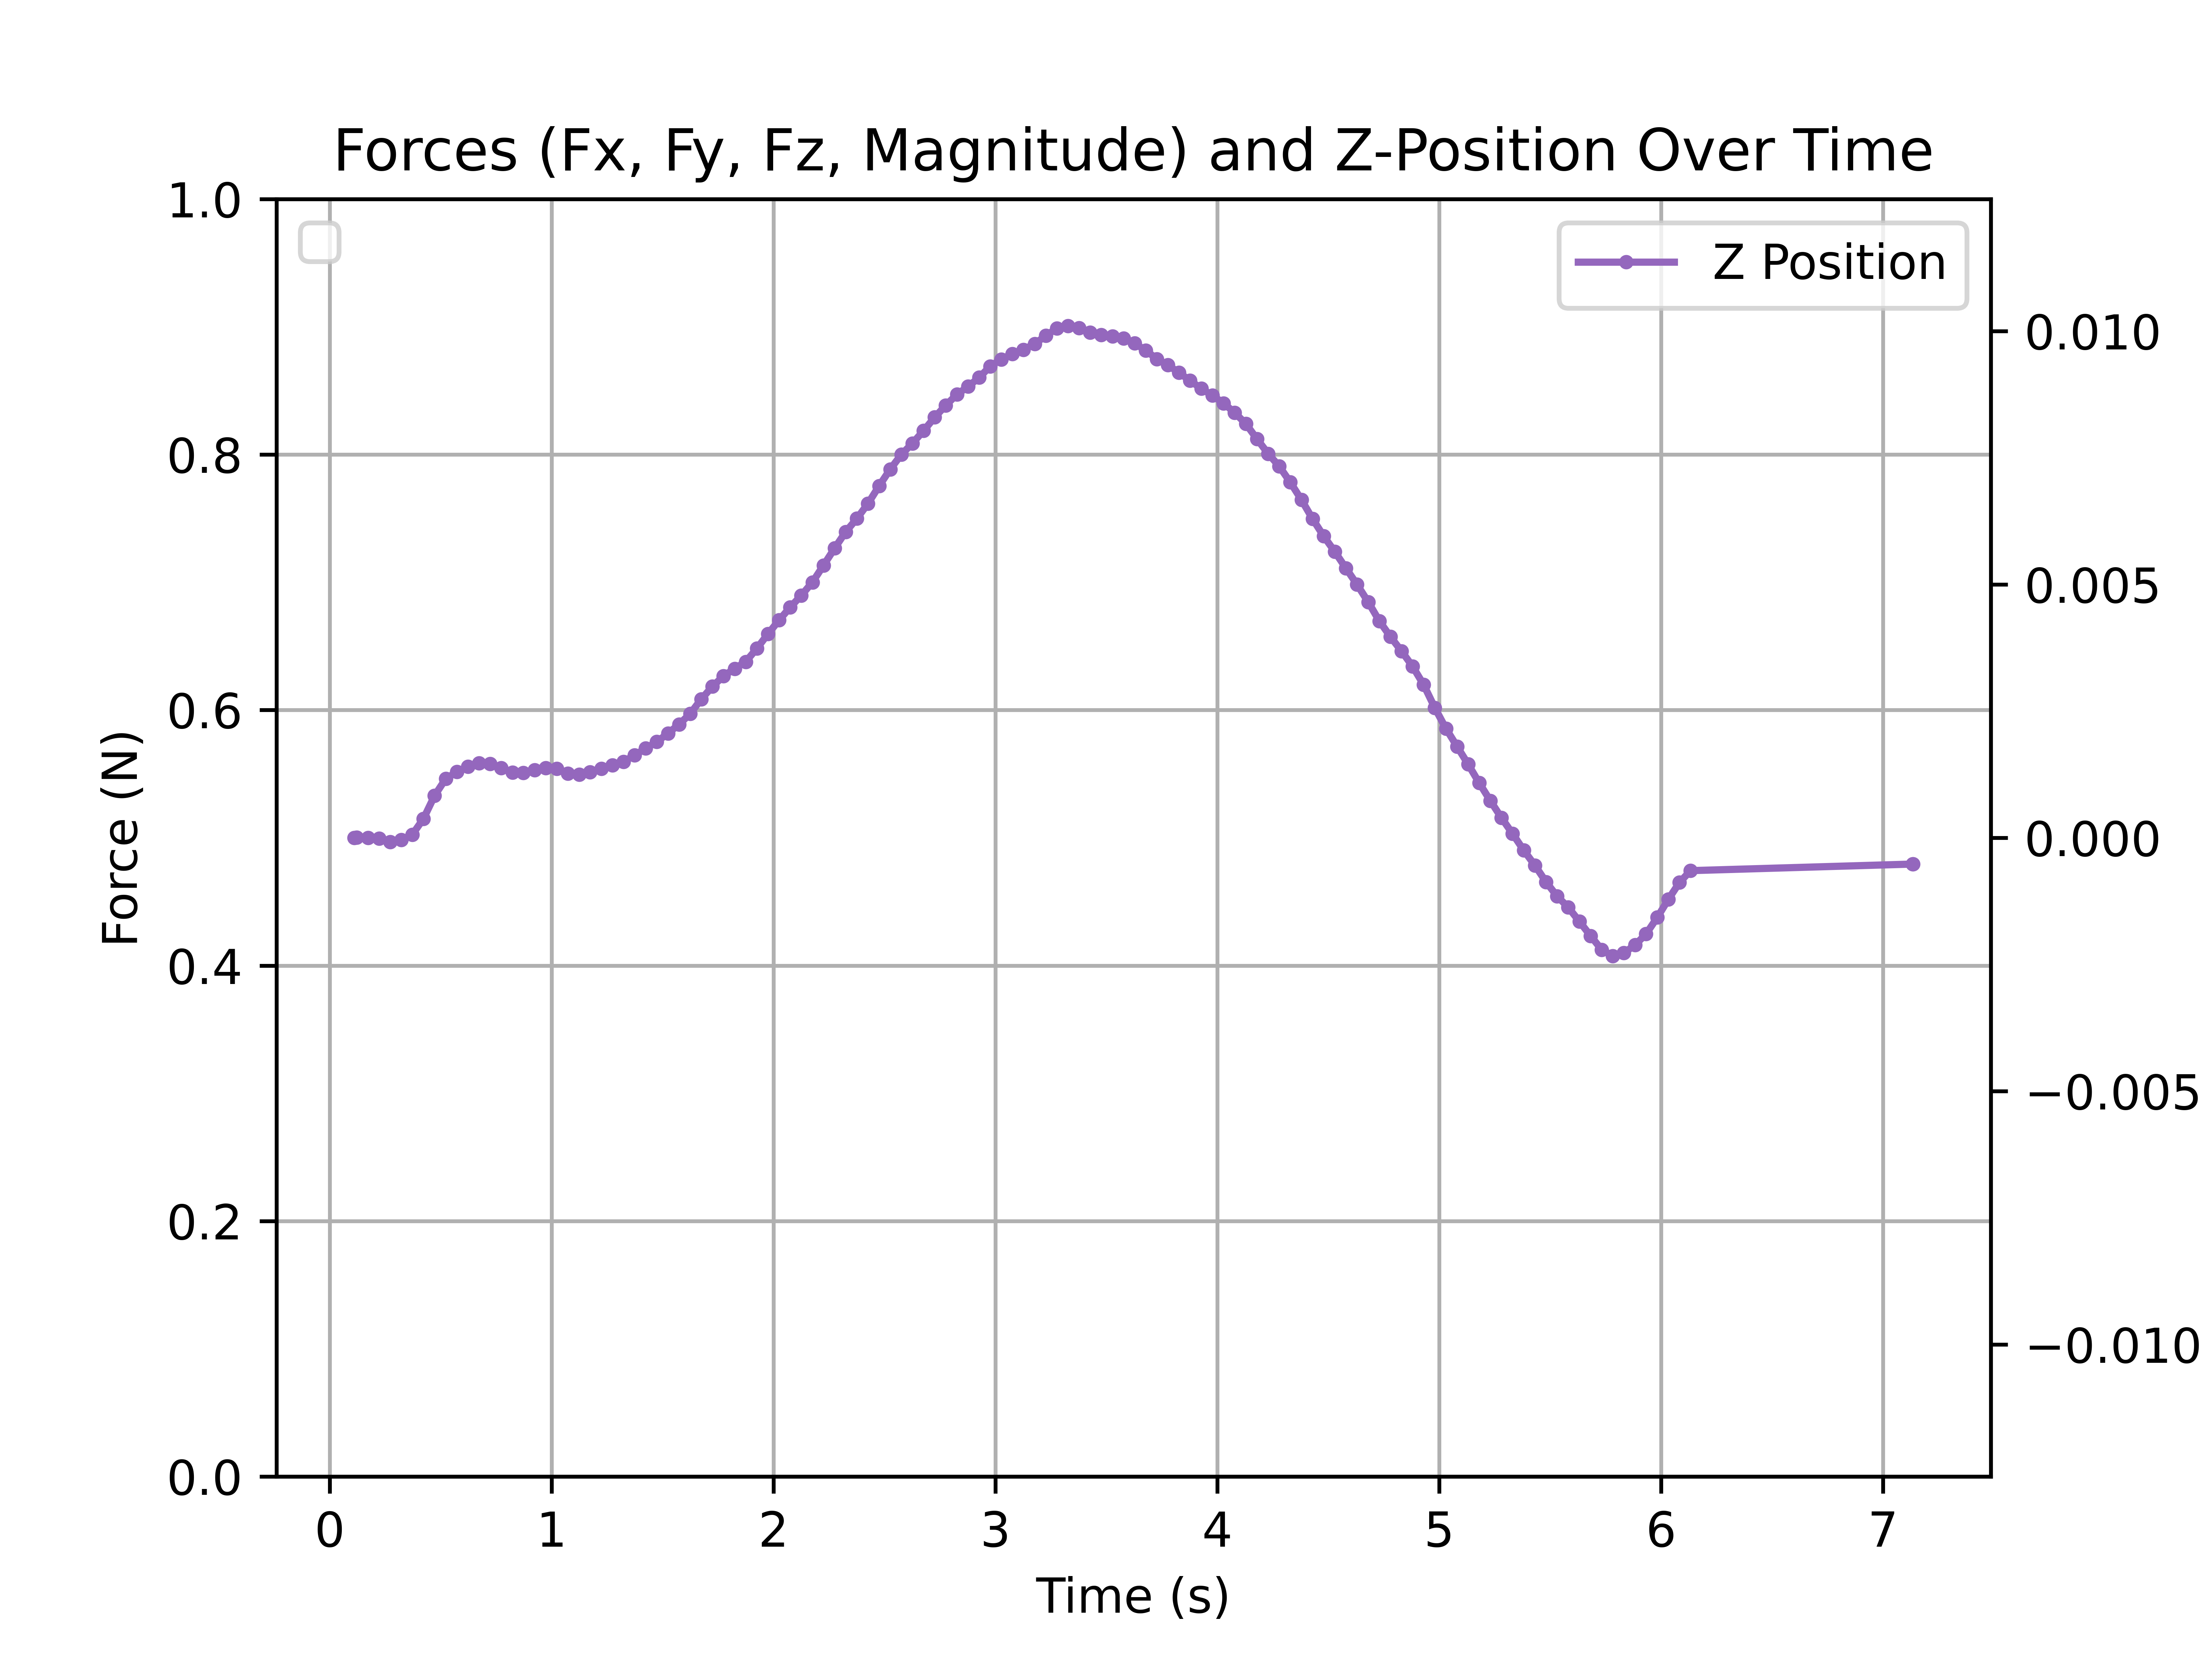 Forces (Fx, Fy, Fz, Magnitude) and Z-Position Over Time
Z Position
1.0
0.8
0.6
0.4
0.2
0.0
Force (N)
0.010
0.005
0.000
−0.005
−0.010
0 1 2 3 4 5 6 7
Time (s)